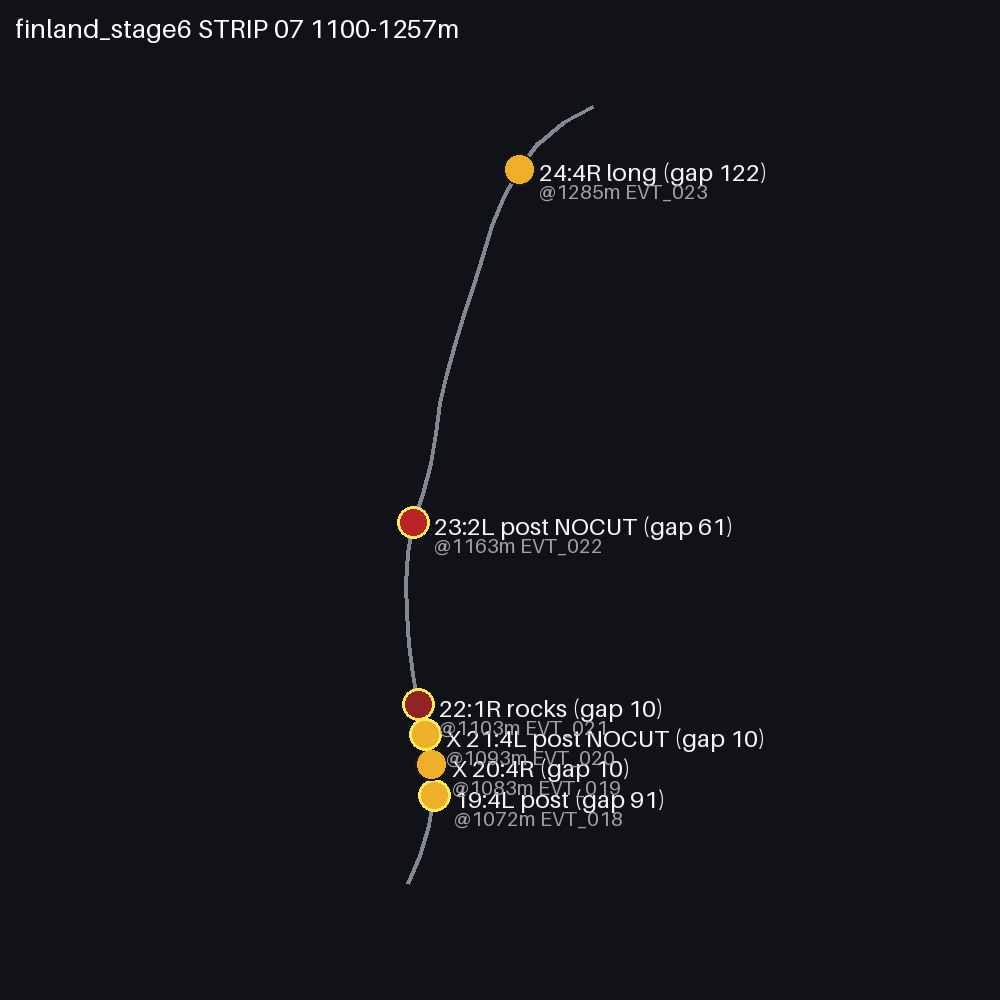 finland_stage6 STRIP 07 1100-1257m
24:4R long (gap 122)
@1285m EVT_023
23:2L post NOCUT (gap 61)
@1163m EVT_022
22:1R rocks (gap 10)
@1103m EVT_021
X 21:4L post NOCUT (gap 10)
@1093m EVT_020
X 20:4R (gap 10)
@1083m EVT_019
19:4L post (gap 91)
@1072m EVT_018